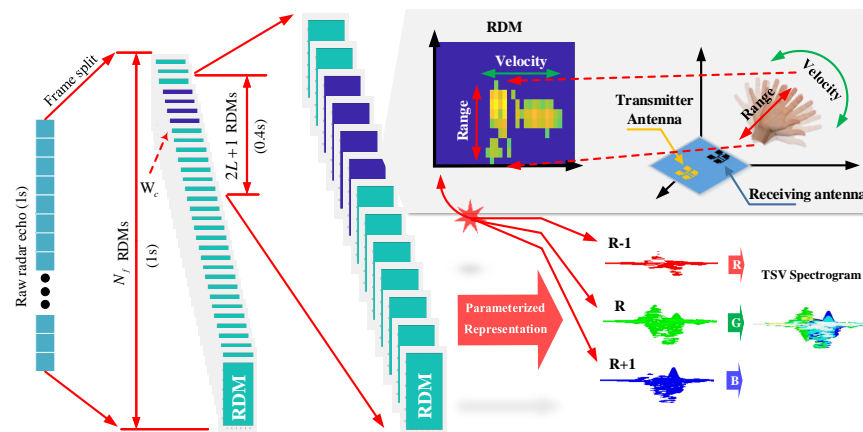 Raw radar echo (1s)
Frame split
W_c
N_f RDMs
(1s)
2L+1 RDMs
(0.4s)
RDM
RDM
RDM
Velocity
Range
Transmitter
Antenna
Range
Velocity
Receiving antenna
Parameterized
Representation
R-1
R
R
G
R+1
B
TSV Spectrogram